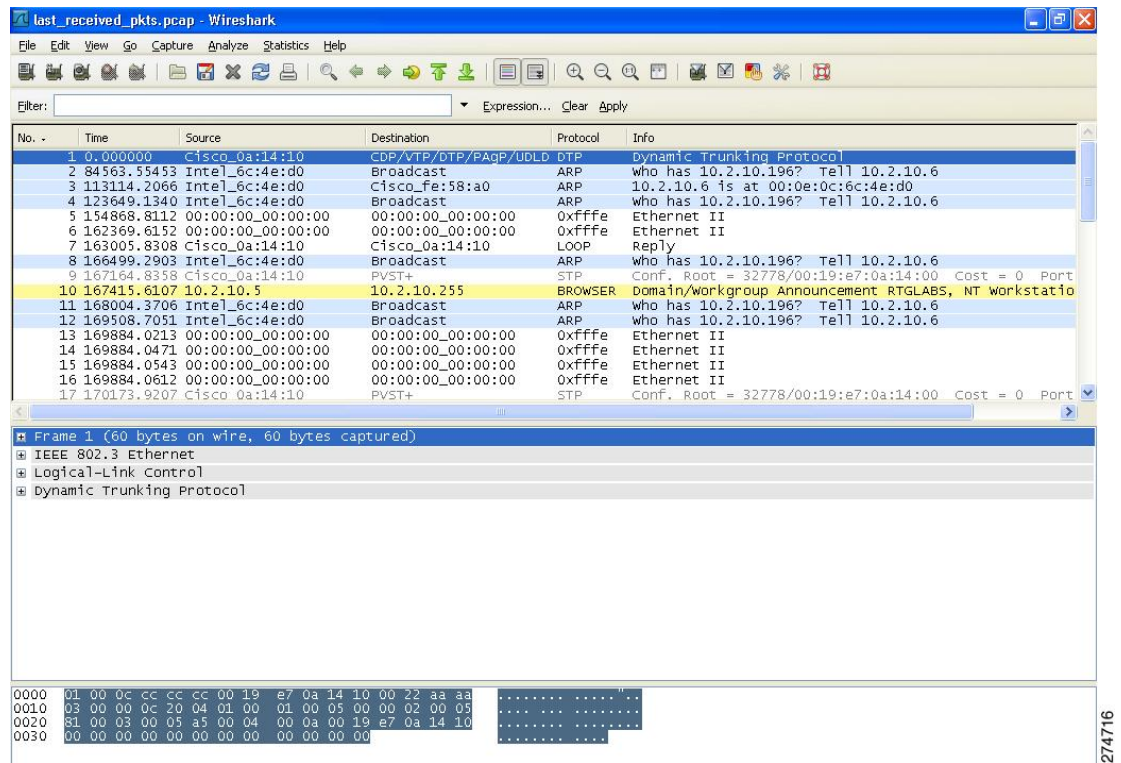 last_received_pkts.pcap - Wireshark
File Edit View Go Capture Analyze Statistics Help
Filter: Expression... Clear Apply
No. - Time Source Destination Protocol Info
1 0.000000 Cisco_0a:14:10 CDP/VTP/DTP/PAgP/UDLD DTP Dynamic Trunking Protocol
2 84563.55453 Intel_6c:4e:d0 Broadcast ARP who has 10.2.10.196? Tell 10.2.10.6
3 113114.2066 Intel_6c:4e:d0 Cisco_fe:58:a0 ARP 10.2.10.6 is at 00:0e:0c:6c:4e:d0
4 123649.1340 Intel_6c:4e:d0 Broadcast ARP who has 10.2.10.196? Tell 10.2.10.6
5 154868.8112 00:00:00_00:00:00 00:00:00_00:00:00 0xfffe Ethernet II
6 162369.6152 00:00:00_00:00:00 00:00:00_00:00:00 0xfffe Ethernet II
7 163005.8308 Cisco_0a:14:10 Cisco_0a:14:10 LOOP Reply
8 166499.2903 Intel_6c:4e:d0 Broadcast ARP who has 10.2.10.196? Tell 10.2.10.6
9 167164.8358 Cisco_0a:14:10 PVST+ STP Conf. Root = 32778/00:19:e7:0a:14:00 Cost = 0 Port
10 167415.6107 10.2.10.5 10.2.10.255 BROWSER Domain/Workgroup Announcement RTGLABS, NT Workstatio
11 168004.3706 Intel_6c:4e:d0 Broadcast ARP who has 10.2.10.196? Tell 10.2.10.6
12 169508.7051 Intel_6c:4e:d0 Broadcast ARP who has 10.2.10.196? Tell 10.2.10.6
13 169884.0213 00:00:00_00:00:00 00:00:00_00:00:00 0xfffe Ethernet II
14 169884.0471 00:00:00_00:00:00 00:00:00_00:00:00 0xfffe Ethernet II
15 169884.0543 00:00:00_00:00:00 00:00:00_00:00:00 0xfffe Ethernet II
16 169884.0612 00:00:00_00:00:00 00:00:00_00:00:00 0xfffe Ethernet II
17 170173.9207 Cisco_0a:14:10 PVST+ STP Conf. Root = 32778/00:19:e7:0a:14:00 Cost = 0 Port
Frame 1 (60 bytes on wire, 60 bytes captured)
IEEE 802.3 Ethernet
Logical-Link Control
Dynamic Trunking Protocol
0000 01 00 0c cc cc cc 00 19 e7 0a 14 10 00 22 aa aa ........ ....."..
0010 03 00 00 0c 20 04 01 00 01 00 05 00 00 02 00 05 .... ... ........
0020 81 00 03 00 05 a5 00 04 00 0a 00 19 e7 0a 14 10 ........ ........
0030 00 00 00 00 00 00 00 00 00 00 00 00 ........ ....
274716